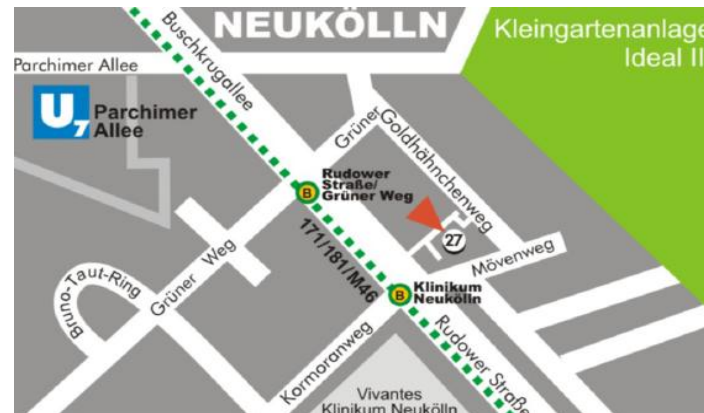 NEUKÖLLN
Kleingartenanlage
Ideal II
Buschkrugallee
Parchimer Allee
U7
Parchimer
Allee
Grüner
Goldhähnchenweg
Rudower
Straße/
Grüner Weg
B
27
171/181/M46
Mövenweg
Grüner Weg
Bruno-Taut-Ring
B
Klinikum
Neukölln
Rudower Straße
Kormoranweg
Vivantes
Klinikum Neukölln